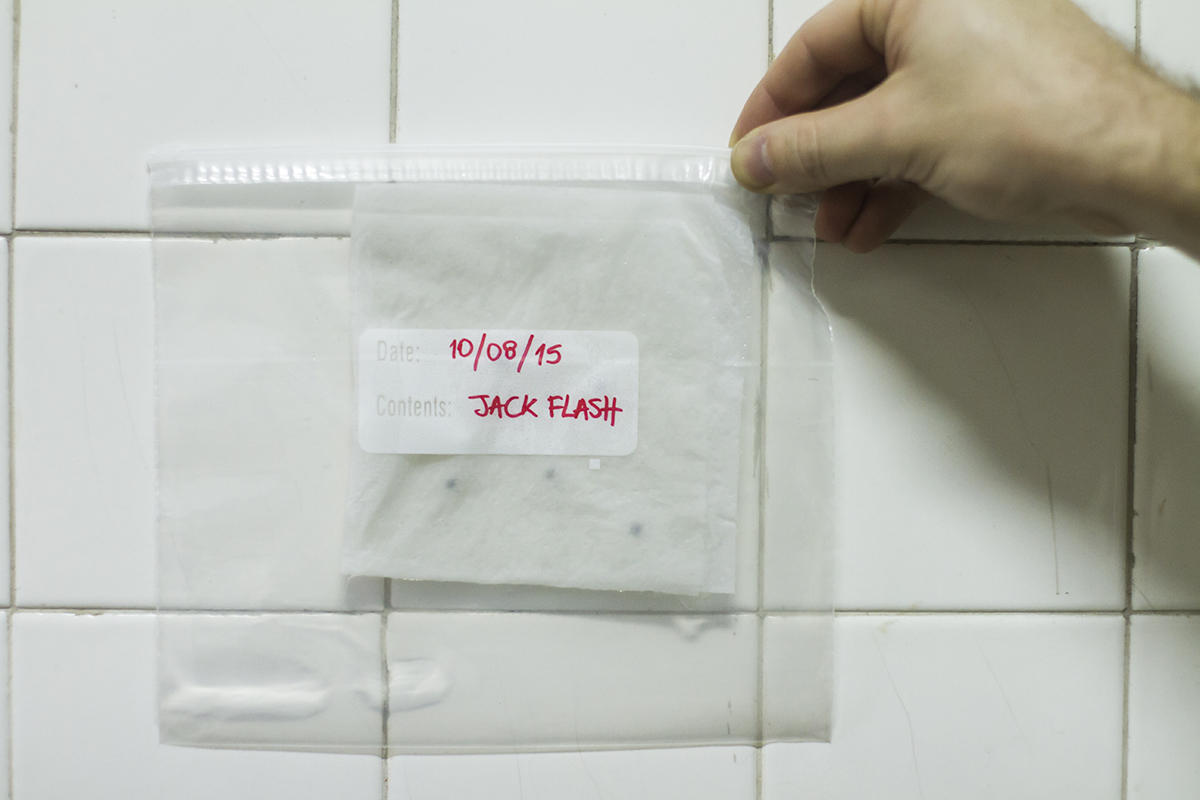 Date: 10/08/15
Contents: JACK FLASH